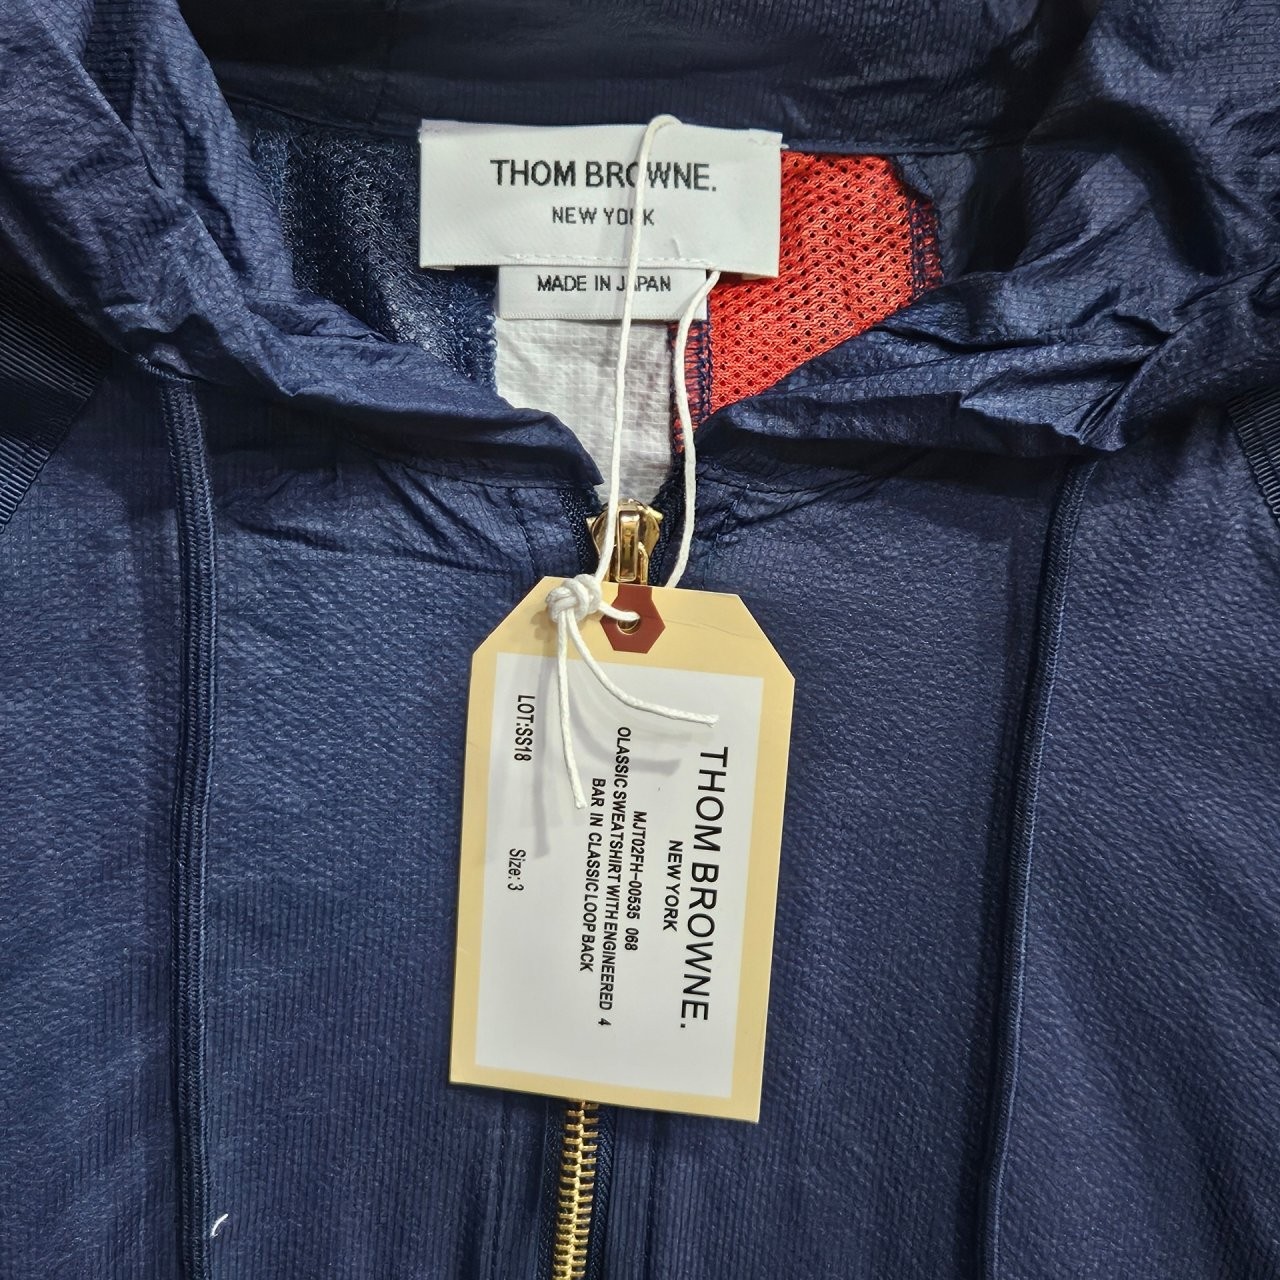 THOM BROWNE.
NEW YORK
MADE IN JAPAN
THOM BROWNE.
NEW YORK
MJT02FH-00535 068
OLASSIC SWEATSHIRT WITH ENGINEERED 4
BAR IN CLASSIC LOOP BACK
LOT:SS18 Size: 3